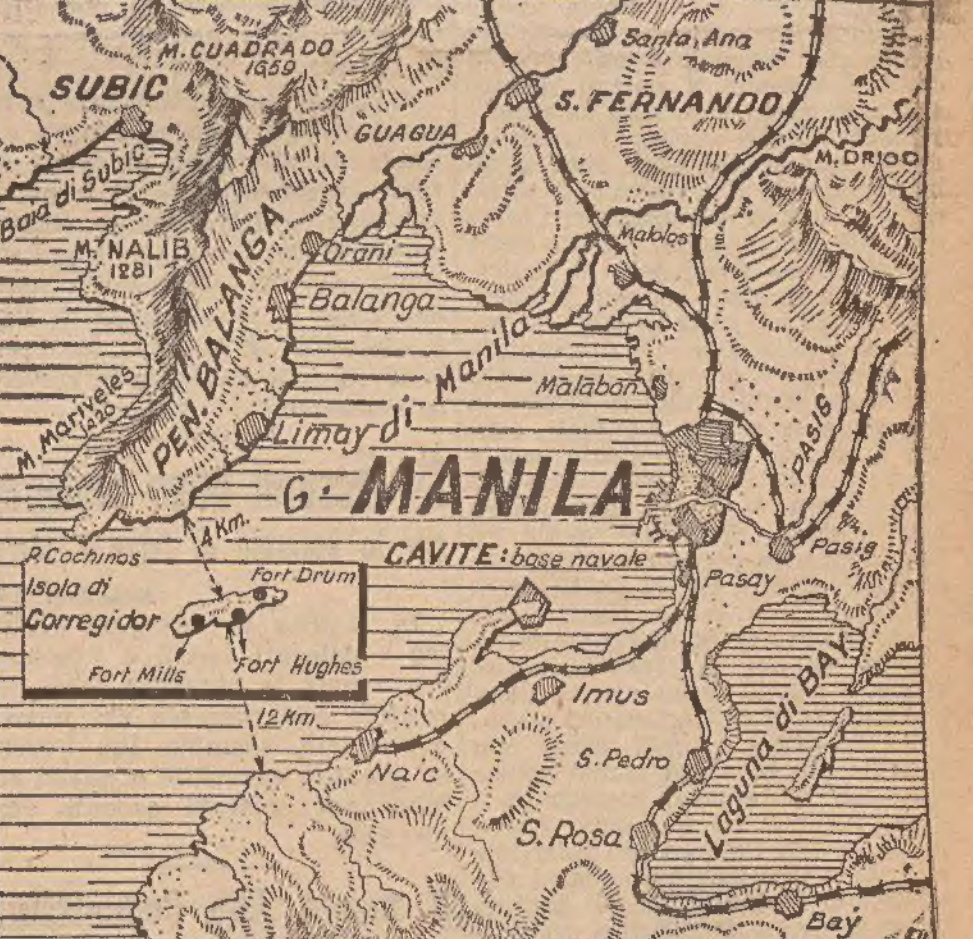 Santa Ana
M. CUADRADO
1659
SUBIC
S. FERNANDO
GUAGUA
M. DRIOD
Baia di Subic
M. NALIB
1281
Orani
Malolos
Balanga
PEN. BALANGA
G. di Manila
Malabon
M. Mariveles
1420
Limay
PASIG
MANILA
4 Km.
CAVITE: base navale
Pasig
P. Cochinos
Pasay
Isola di
Corregidor
Fort Drum
Fort Mills
Fort Hughes
Imus
12 Km.
Laguna di BAY
S. Pedro
Naic
S. Rosa
Bay